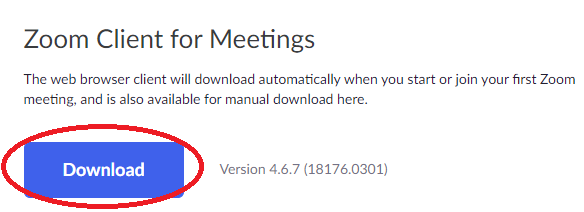 Zoom Client for Meetings
The web browser client will download automatically when you start or join your first Zoom
meeting, and is also available for manual download here.
Download
Version 4.6.7 (18176.0301)